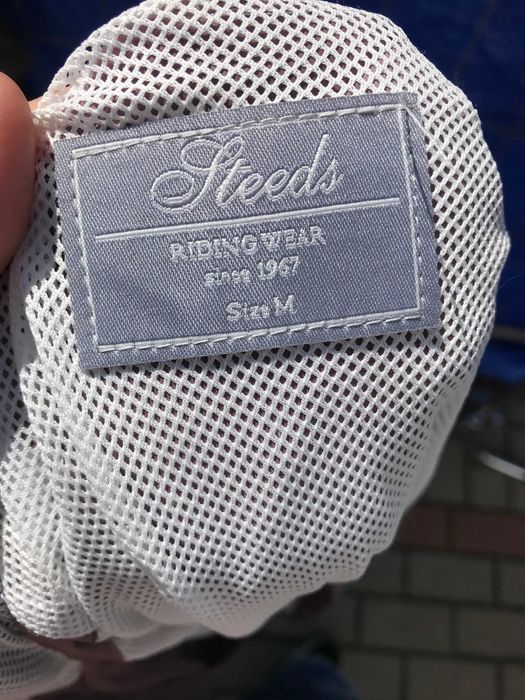 Steeds
RIDING WEAR
since 1967
Size M